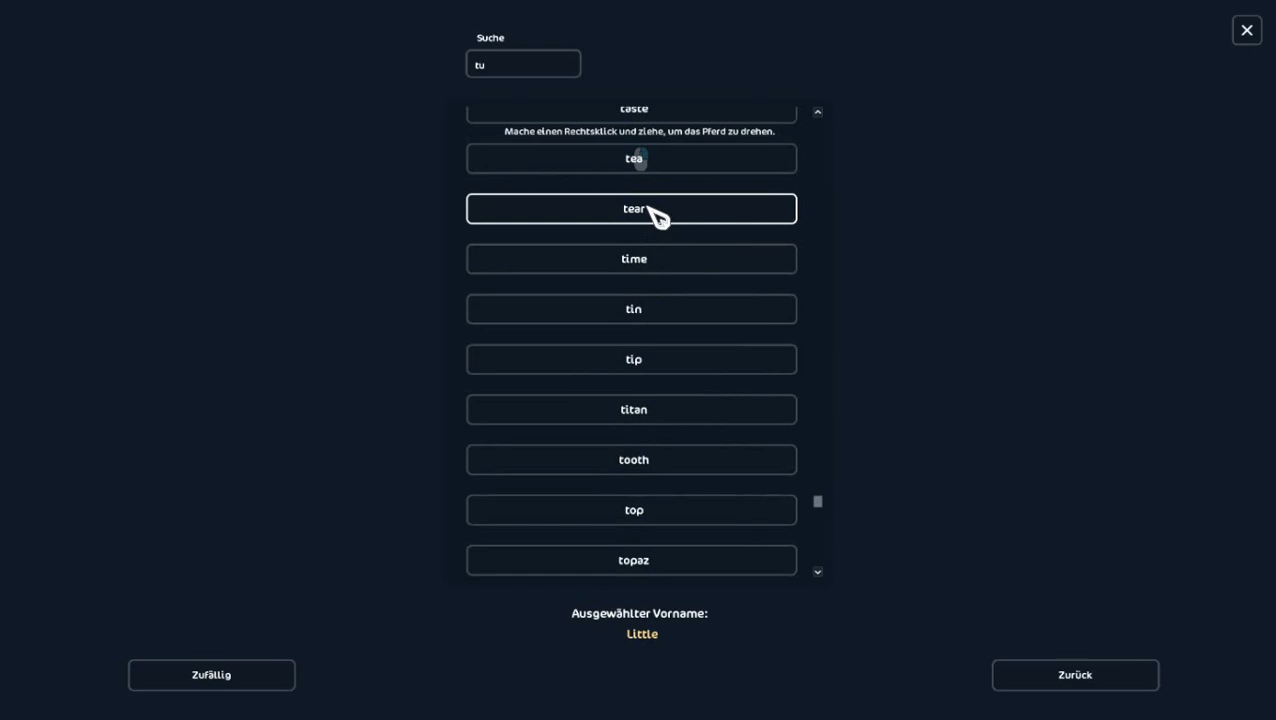 Suche
tu
taste
Mache einen Rechtsklick und ziehe, um das Pferd zu drehen.
tea
tear
time
tin
tip
titan
tooth
top
topaz
Ausgewählter Vorname:
Little
Zufällig
Zurück